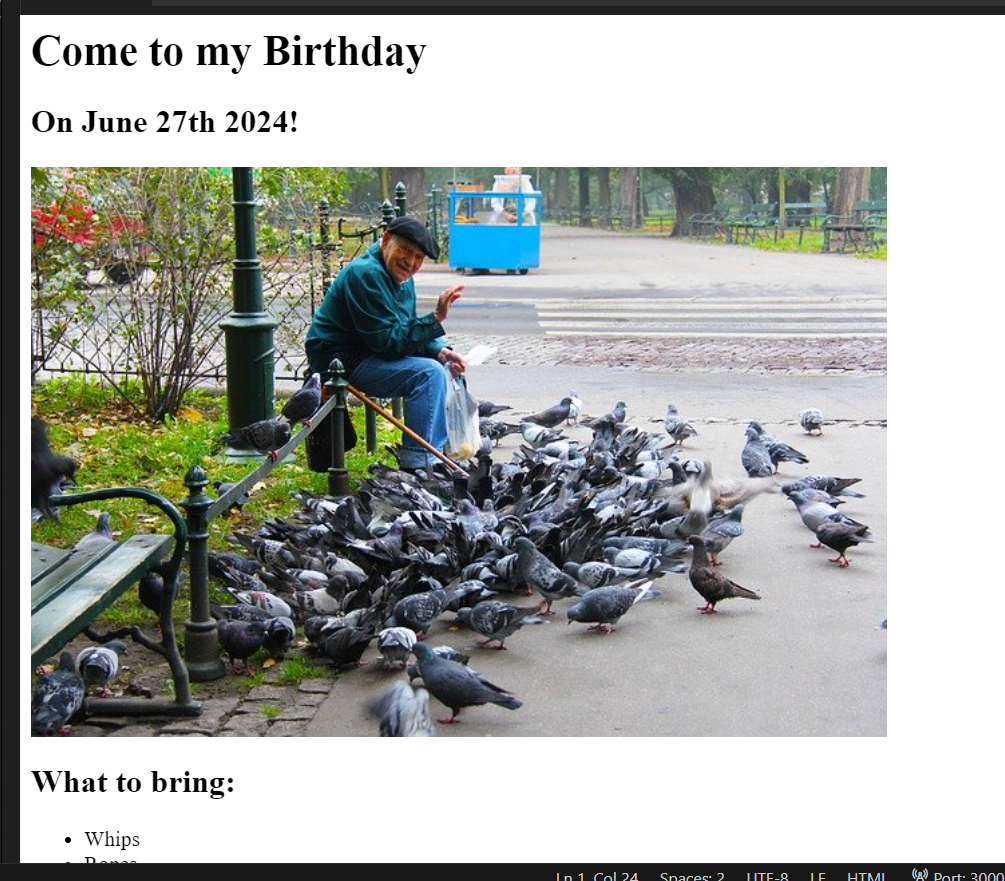 Come to my Birthday
On June 27th 2024!
What to bring:
Whips
Ropes
Ln 1, Col 24 Spaces: 2 UTF-8 LF HTML Port: 3000